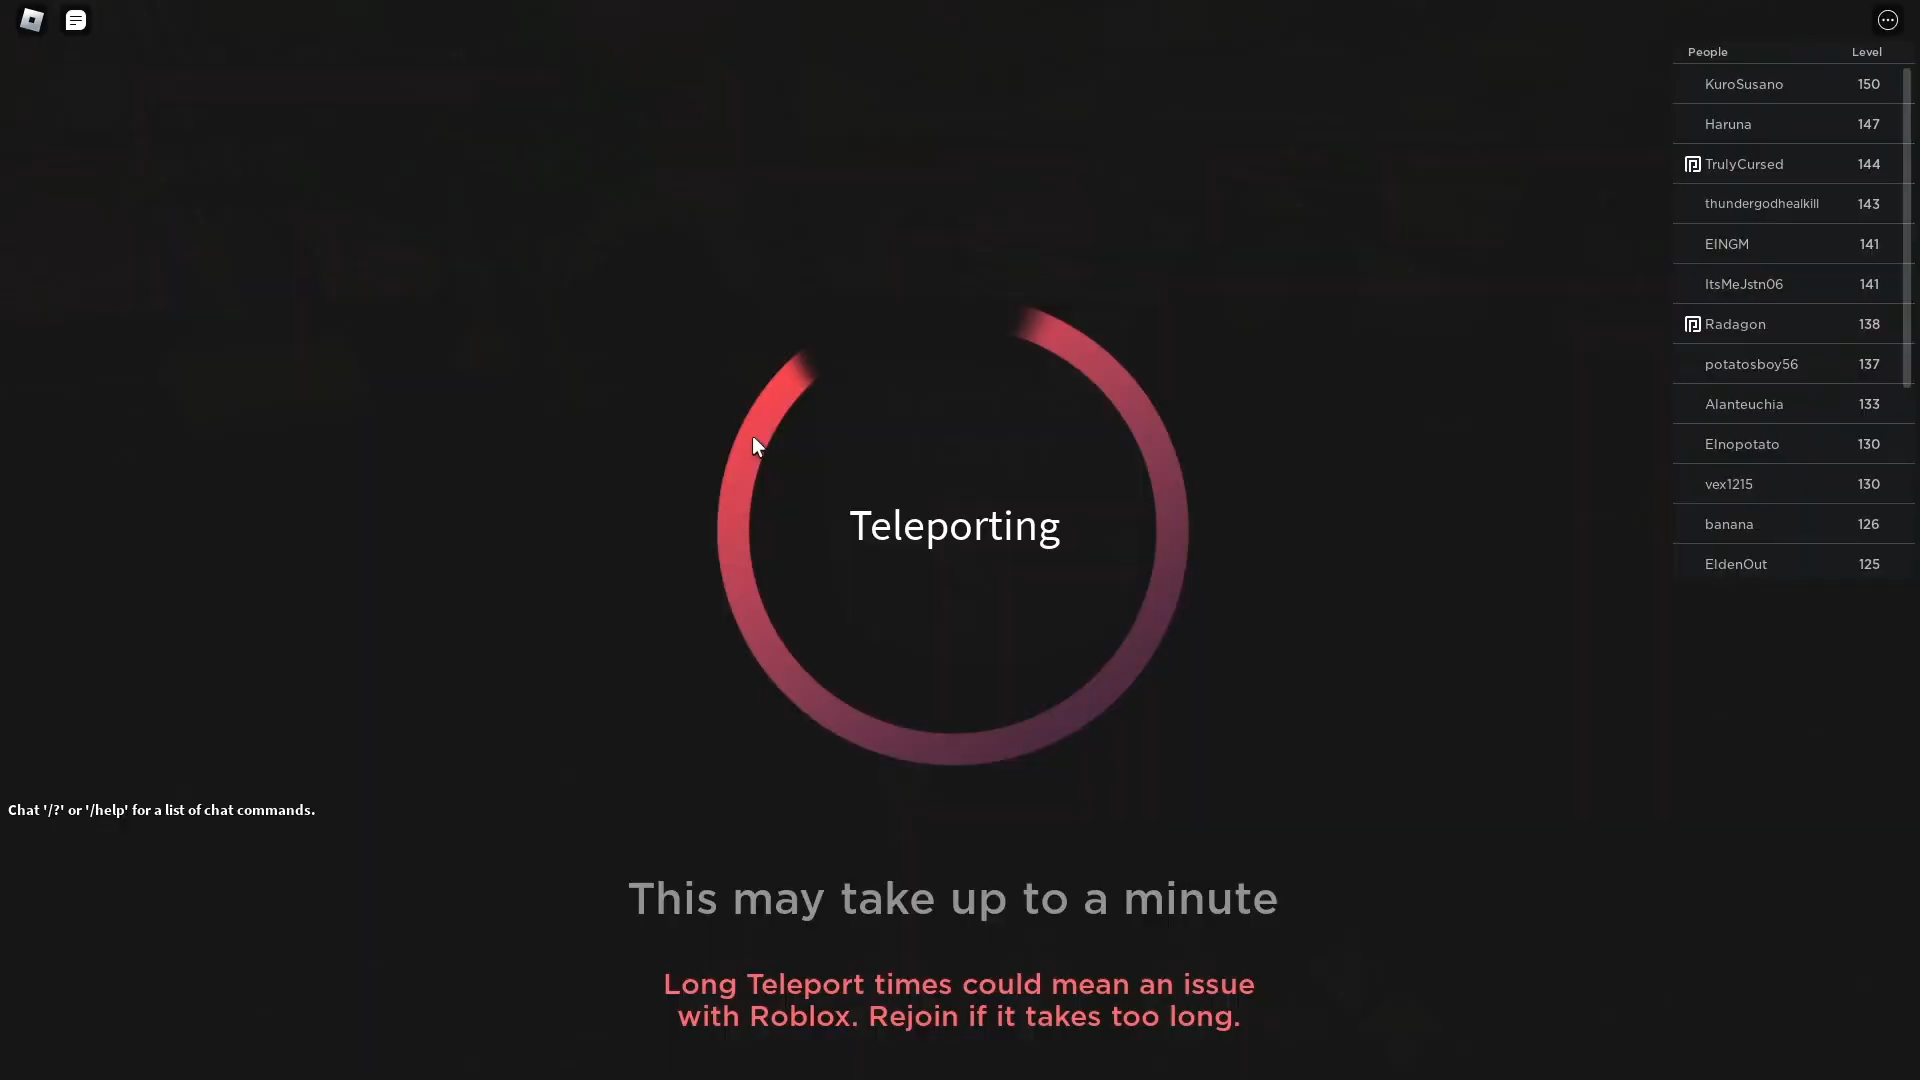 People Level
KuroSusano 150
Haruna 147
TrulyCursed 144
thundergodhealkill 143
EINGM 141
ItsMeJstn06 141
Radagon 138
potatosboy56 137
Alanteuchia 133
Elnopotato 130
vex1215 130
banana 126
EldenOut 125
Teleporting
Chat '/?' or '/help' for a list of chat commands.
This may take up to a minute
Long Teleport times could mean an issue
with Roblox. Rejoin if it takes too long.